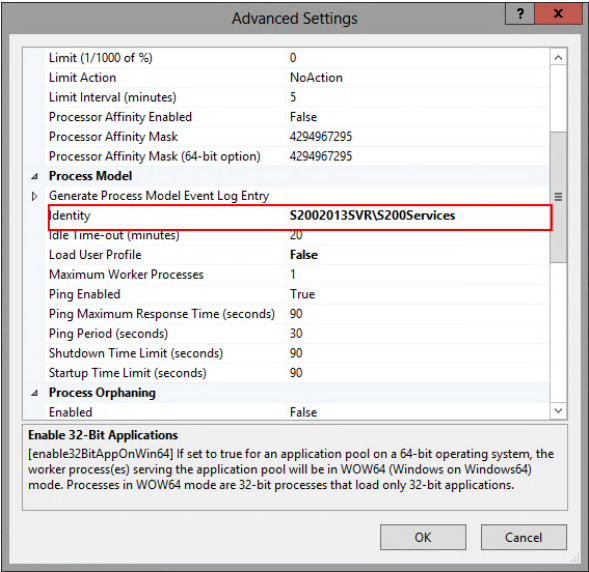 Advanced Settings
? x
Limit (1/1000 of %) 0
Limit Action NoAction
Limit Interval (minutes) 5
Processor Affinity Enabled False
Processor Affinity Mask 4294967295
Processor Affinity Mask (64-bit option) 4294967295
Process Model
Generate Process Model Event Log Entry
Identity S2002013SVR\S200Services
Idle Time-out (minutes) 20
Load User Profile False
Maximum Worker Processes 1
Ping Enabled True
Ping Maximum Response Time (seconds) 90
Ping Period (seconds) 30
Shutdown Time Limit (seconds) 90
Startup Time Limit (seconds) 90
Process Orphaning
Enabled False
Enable 32-Bit Applications
[enable32BitAppOnWin64] If set to true for an application pool on a 64-bit operating system, the
worker process(es) serving the application pool will be in WOW64 (Windows on Windows64)
mode. Processes in WOW64 mode are 32-bit processes that load only 32-bit applications.
OK Cancel